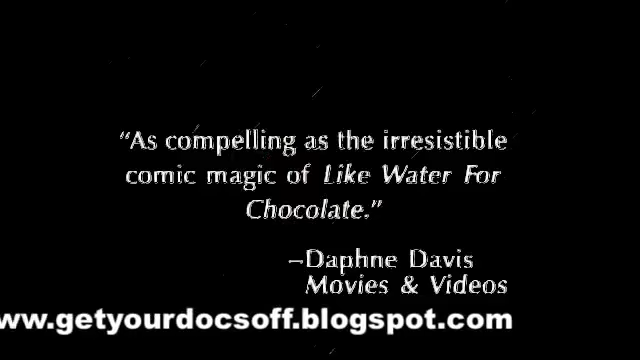 "As compelling as the irresistible
comic magic of Like Water For
Chocolate."
–Daphne Davis
Movies & Videos
ww.getyourdocsoff.blogspot.com